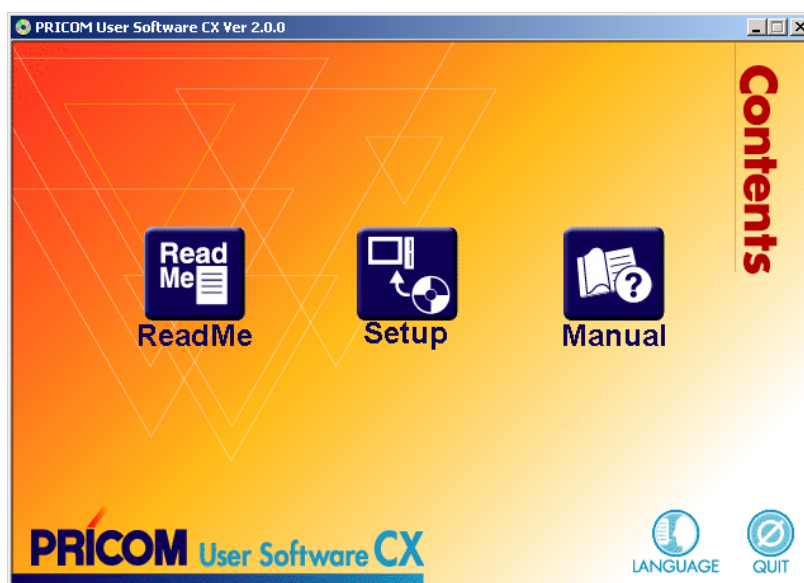 PRICOM User Software CX Ver 2.0.0
Contents
Read
Me
ReadMe
Setup
?
Manual
PRICOM User Software CX
LANGUAGE
QUIT